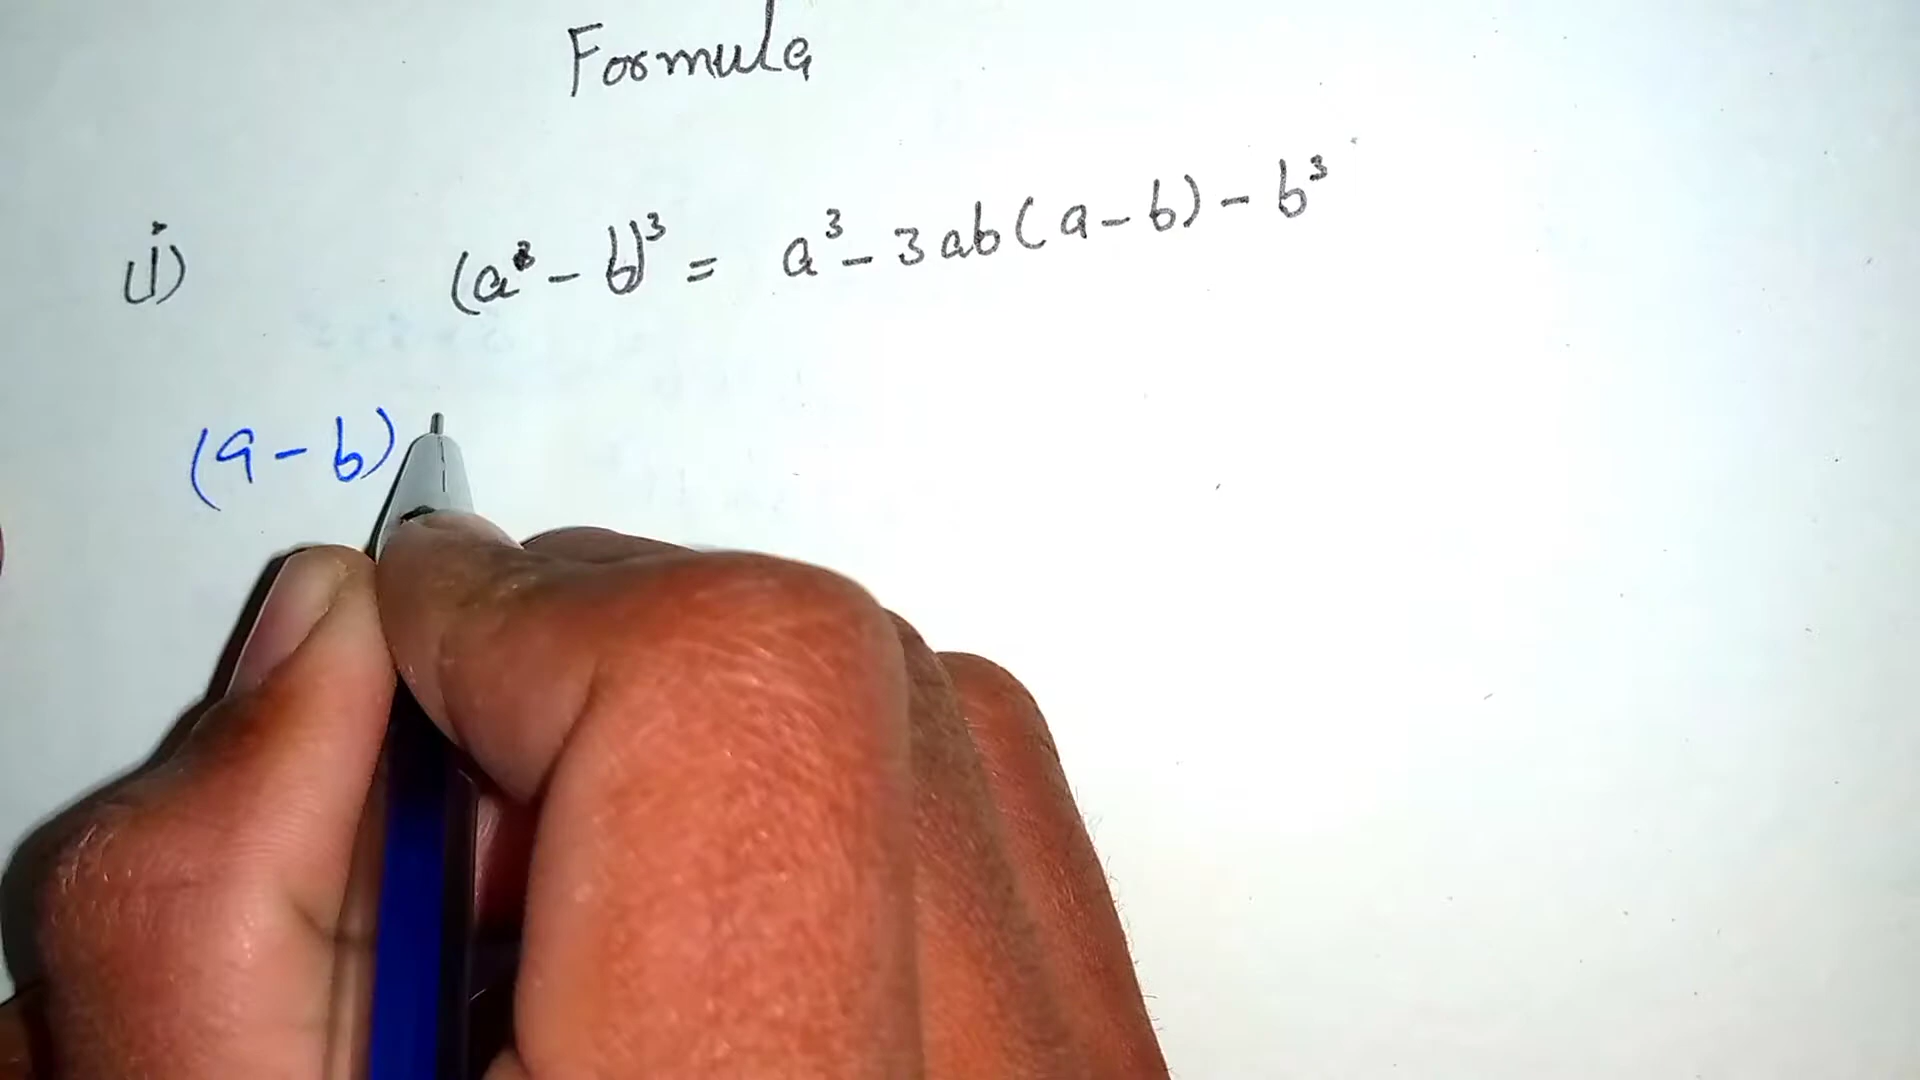 Formula
(i) (a - b)³ = a³ - 3ab(a - b) - b³
(a - b)